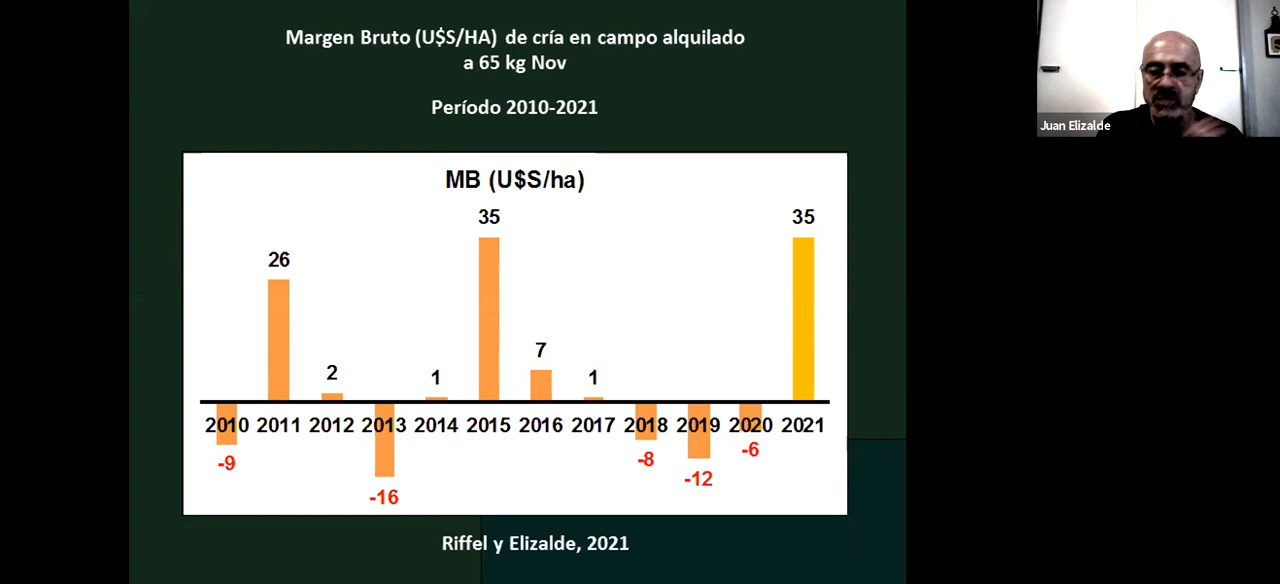 Margen Bruto (U$S/HA) de cría en campo alquilado
a 65 kg Nov
Período 2010-2021
Juan Elizalde
MB (U$S/ha)
35 35
26
7
2 1 1
2010 2011 2012 2013 2014 2015 2016 2017 2018 2019 2020 2021
-9 -8 -6
-16 -12
Riffel y Elizalde, 2021